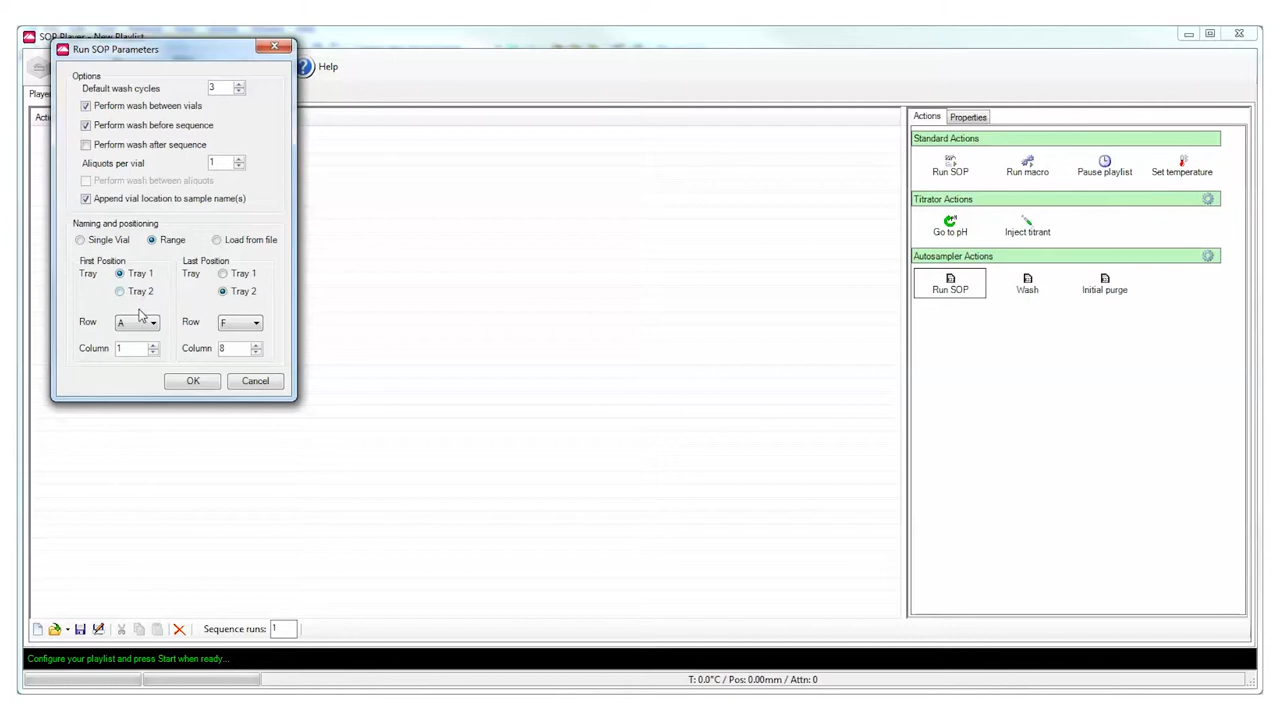 SOP Player - New Playlist
Run SOP Parameters
Help
Options
Default wash cycles 3
Perform wash between vials
Perform wash before sequence
Perform wash after sequence
Aliquots per vial 1
Perform wash between aliquots
Append vial location to sample name(s)
Naming and positioning
Single Vial Range Load from file
First Position Last Position
Tray Tray 1 Tray Tray 1
Tray 2 Tray 2
Row A Row F
Column 1 Column 8
OK Cancel
Actions Properties
Standard Actions
Run SOP Run macro Pause playlist Set temperature
Titrator Actions
Go to pH Inject titrant
Autosampler Actions
Run SOP Wash Initial purge
Sequence runs: 1
Configure your playlist and press Start when ready...
T: 0.0°C / Pos: 0.00mm / Attn: 0